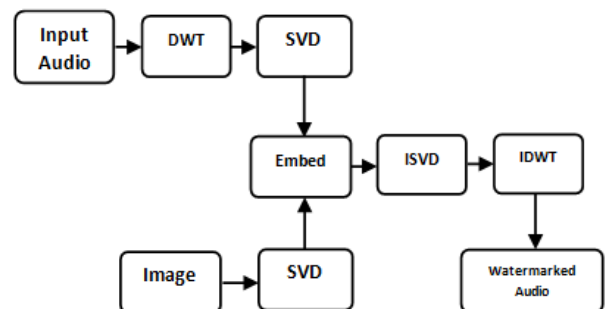 Input
Audio
DWT
SVD
Embed
ISVD
IDWT
Image
SVD
Watermarked
Audio